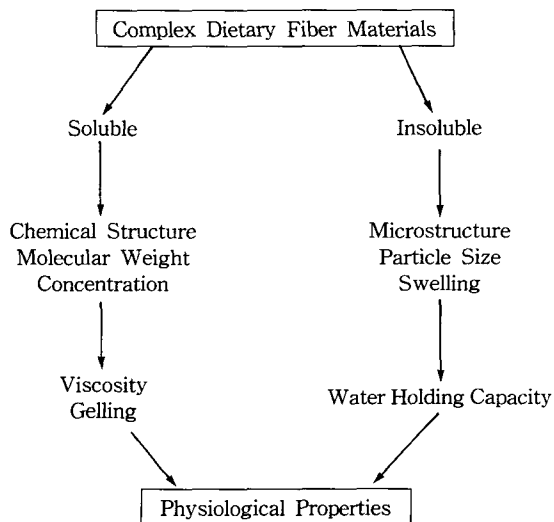 Complex Dietary Fiber Materials
Soluble
Insoluble
Chemical Structure
Molecular Weight
Concentration
Microstructure
Particle Size
Swelling
Viscosity
Gelling
Water Holding Capacity
Physiological Properties